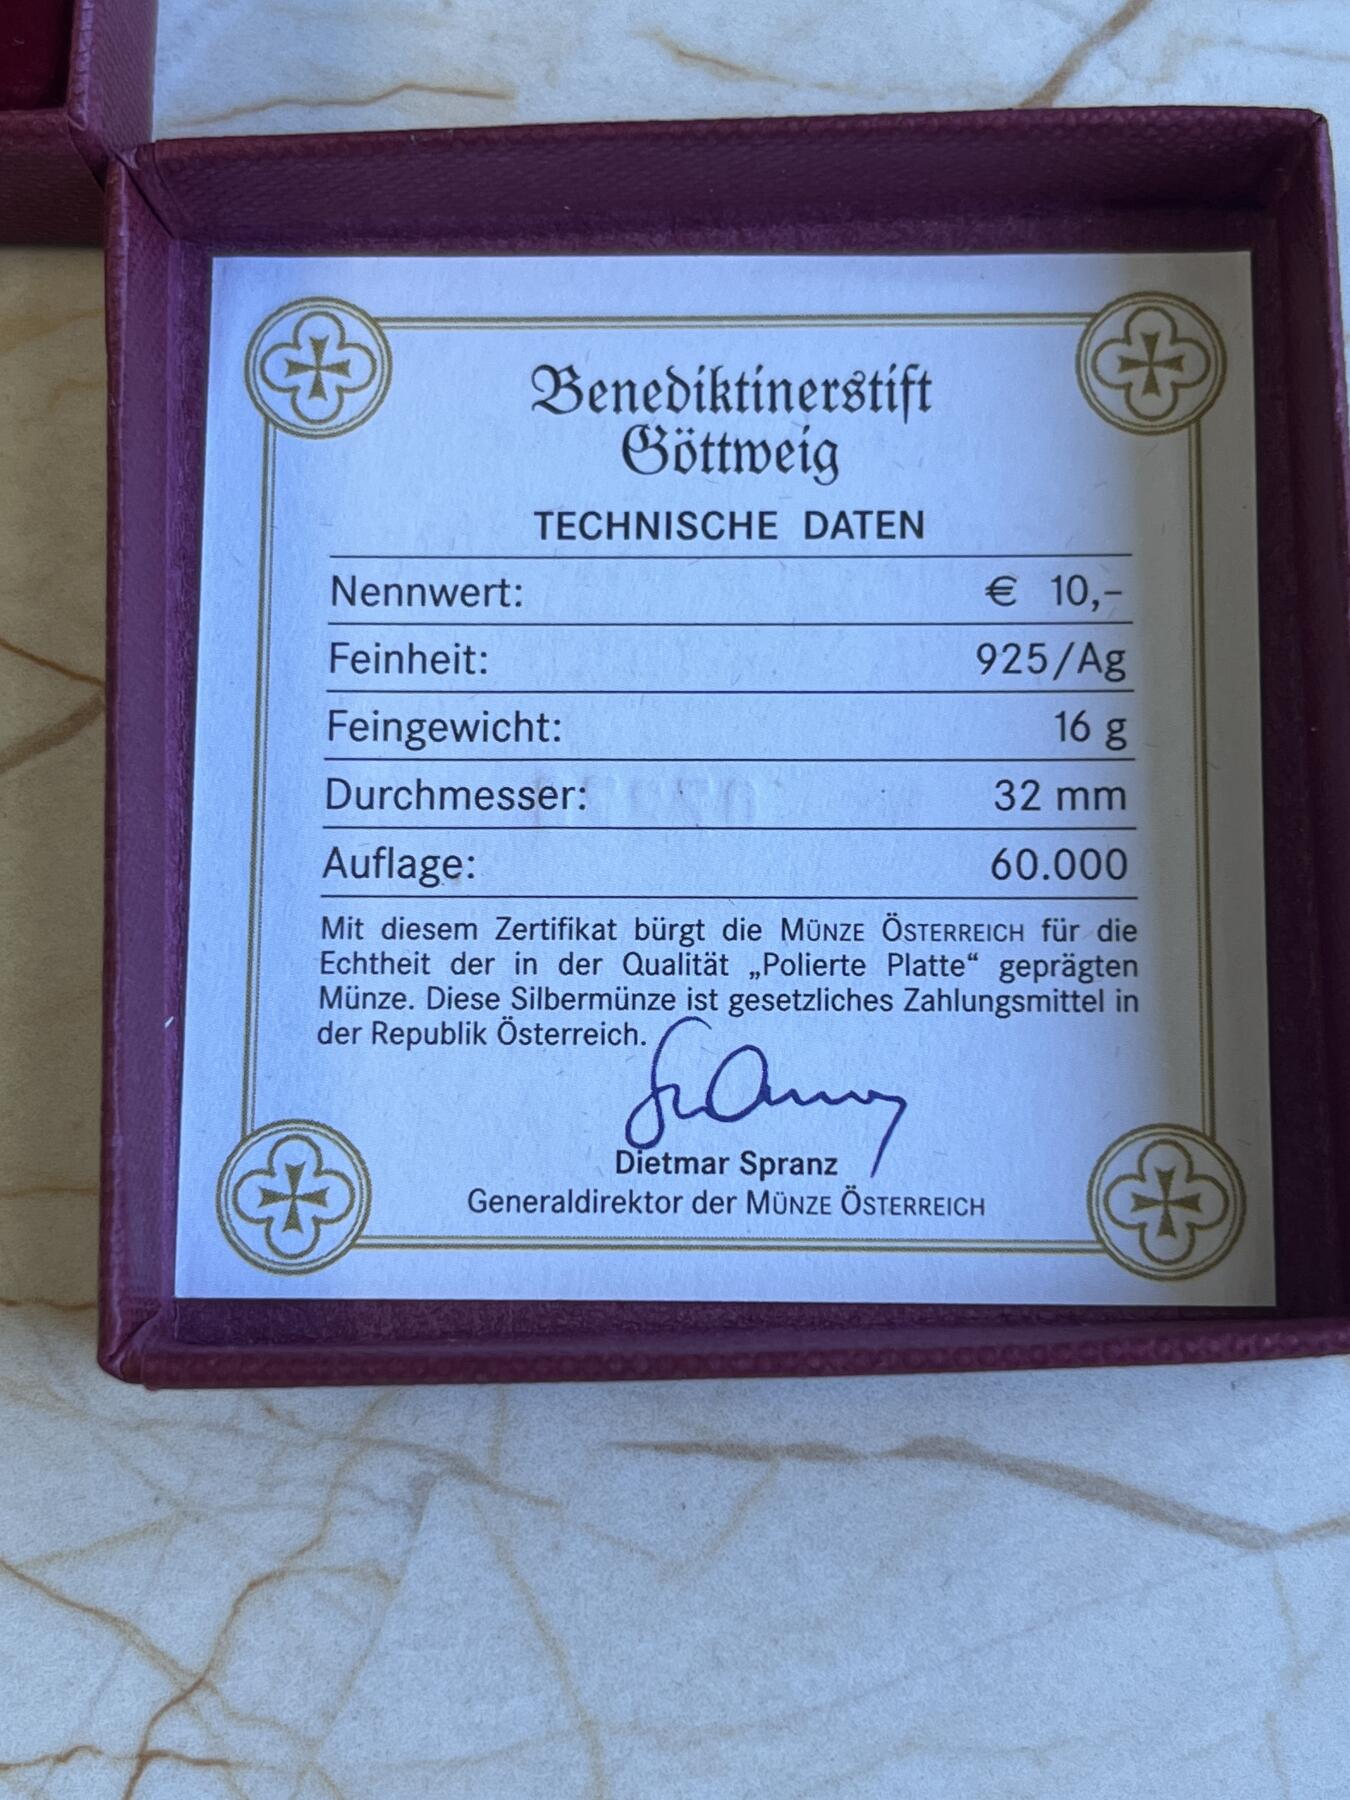 Benediktinerstift
Göttweig
TECHNISCHE DATEN
Nennwert: € 10,–
Feinheit: 925/Ag
Feingewicht: 16 g
Durchmesser: 32 mm
Auflage: 60.000
Mit diesem Zertifikat bürgt die MÜNZE ÖSTERREICH für die
Echtheit der in der Qualität „Polierte Platte“ geprägten
Münze. Diese Silbermünze ist gesetzliches Zahlungsmittel in
der Republik Österreich.
Dietmar Spranz
Generaldirektor der MÜNZE ÖSTERREICH